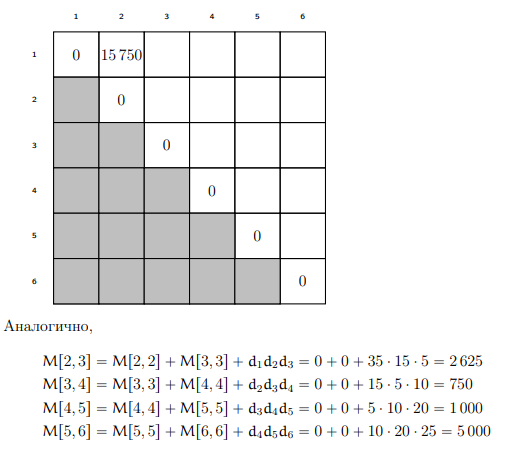 1 2 3 4 5 6
1 0 15 750
2 0
3 0
4 0
5 0
6 0
Аналогично,
M[2,3] = M[2,2] + M[3,3] + d₁d₂d₃ = 0 + 0 + 35 · 15 · 5 = 2 625
M[3,4] = M[3,3] + M[4,4] + d₂d₃d₄ = 0 + 0 + 15 · 5 · 10 = 750
M[4,5] = M[4,4] + M[5,5] + d₃d₄d₅ = 0 + 0 + 5 · 10 · 20 = 1 000
M[5,6] = M[5,5] + M[6,6] + d₄d₅d₆ = 0 + 0 + 10 · 20 · 25 = 5 000